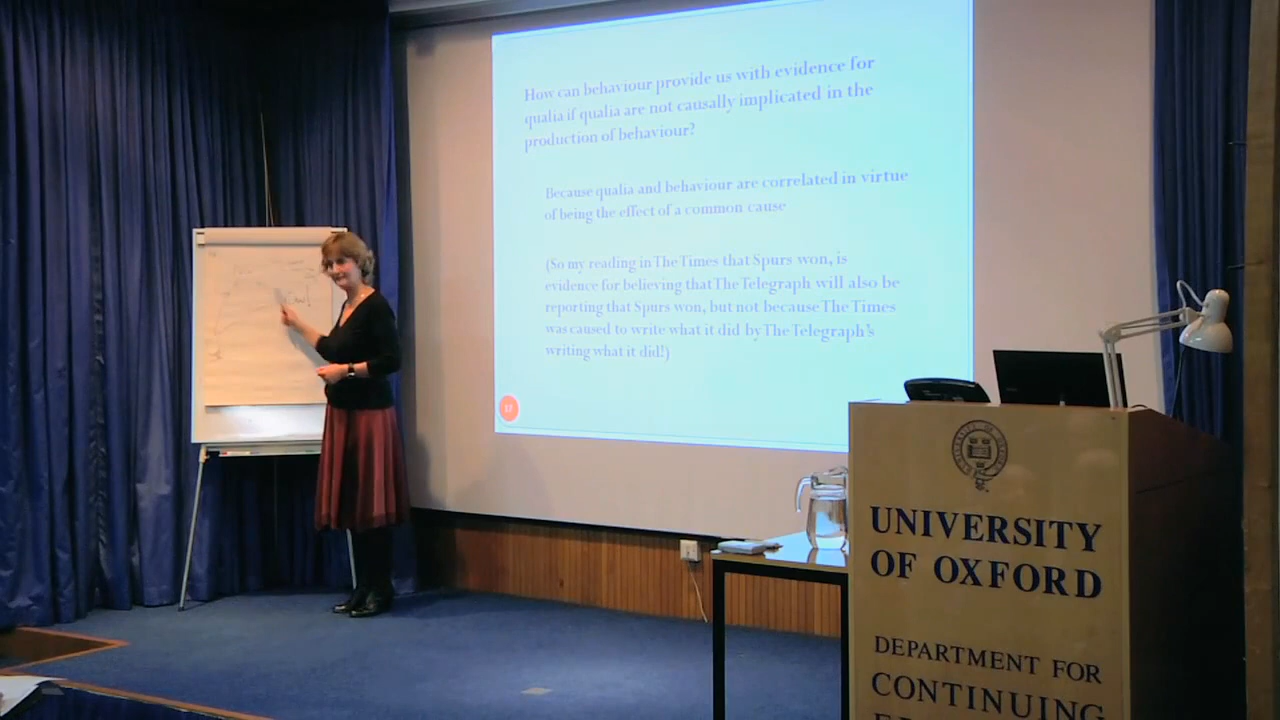 How can behaviour provide us with evidence for
qualia if qualia are not causally implicated in the
production of behaviour?
Because qualia and behaviour are correlated in virtue
of being the effect of a common cause
(So my reading in The Times that Spurs won, is
evidence for believing that The Telegraph will also be
reporting that Spurs won, but not because The Times
was caused to write what it did by The Telegraph's
writing what it did!)
17
UNIVERSITY
OF OXFORD
DEPARTMENT FOR
CONTINUING